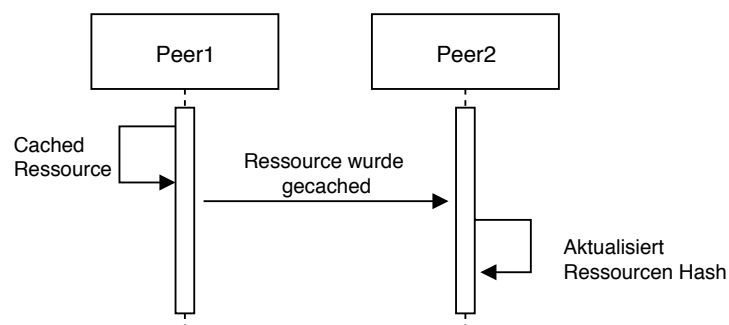 Peer1
Peer2
Cached
Ressource
Ressource wurde
gecached
Aktualisiert
Ressourcen Hash